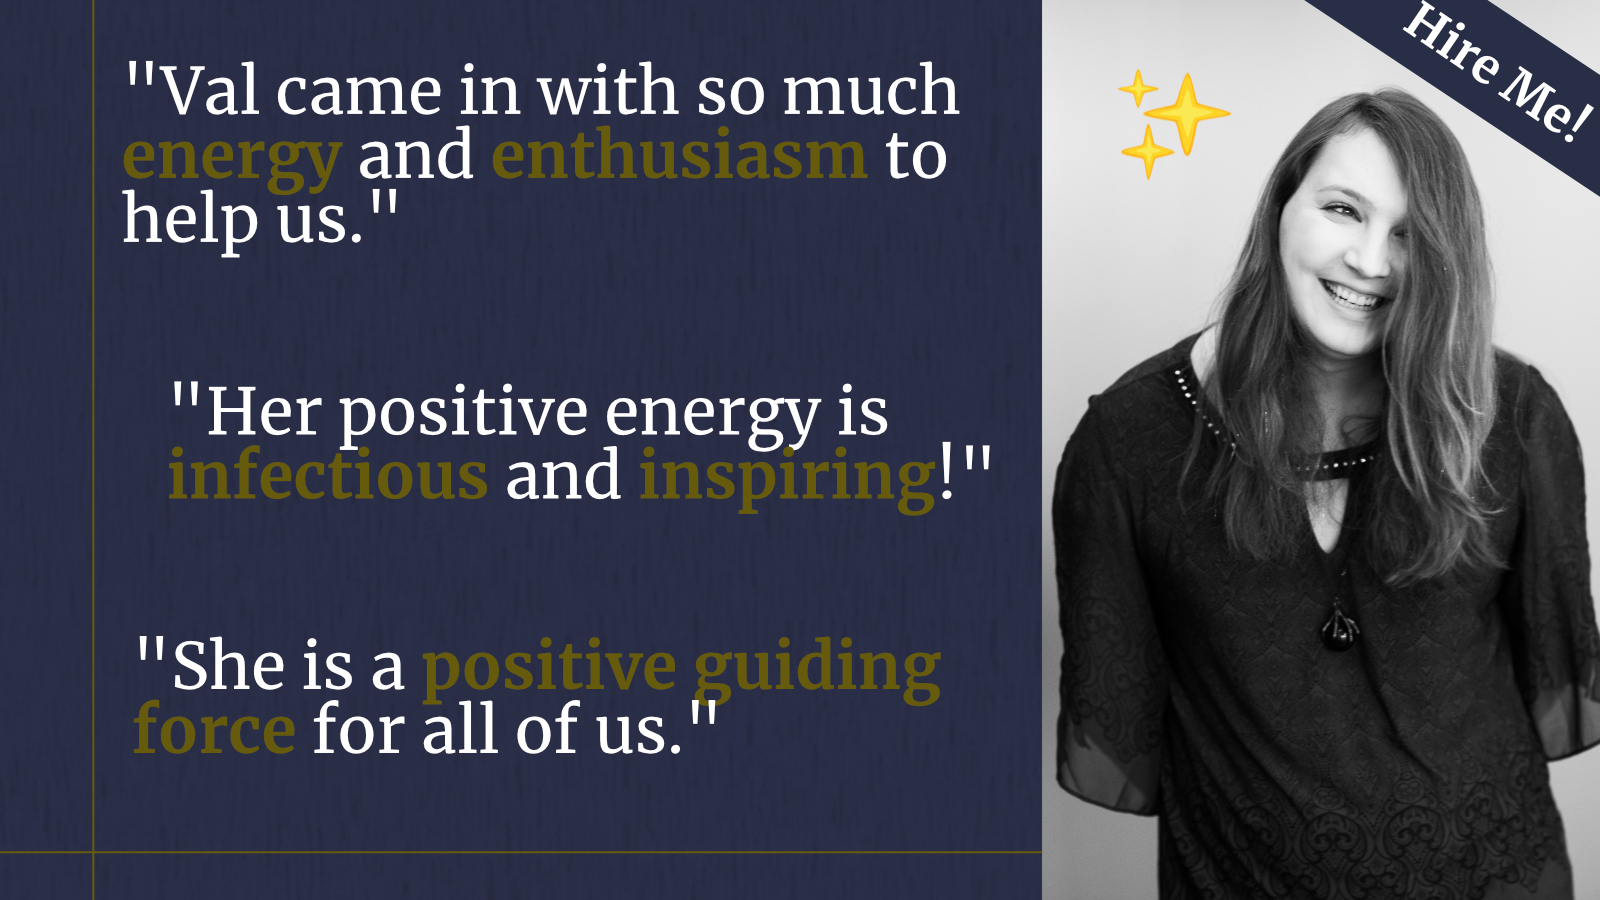 "Val came in with so much
energy and enthusiasm to
help us."
"Her positive energy is
infectious and inspiring!"
"She is a positive guiding
force for all of us."
Hire Me!